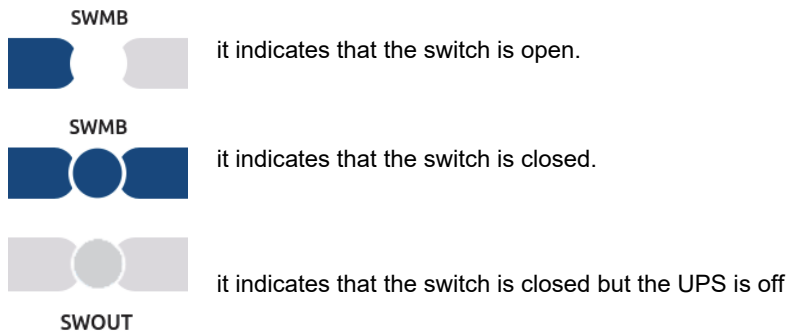 SWMB
it indicates that the switch is open.
SWMB
it indicates that the switch is closed.
it indicates that the switch is closed but the UPS is off
SWOUT